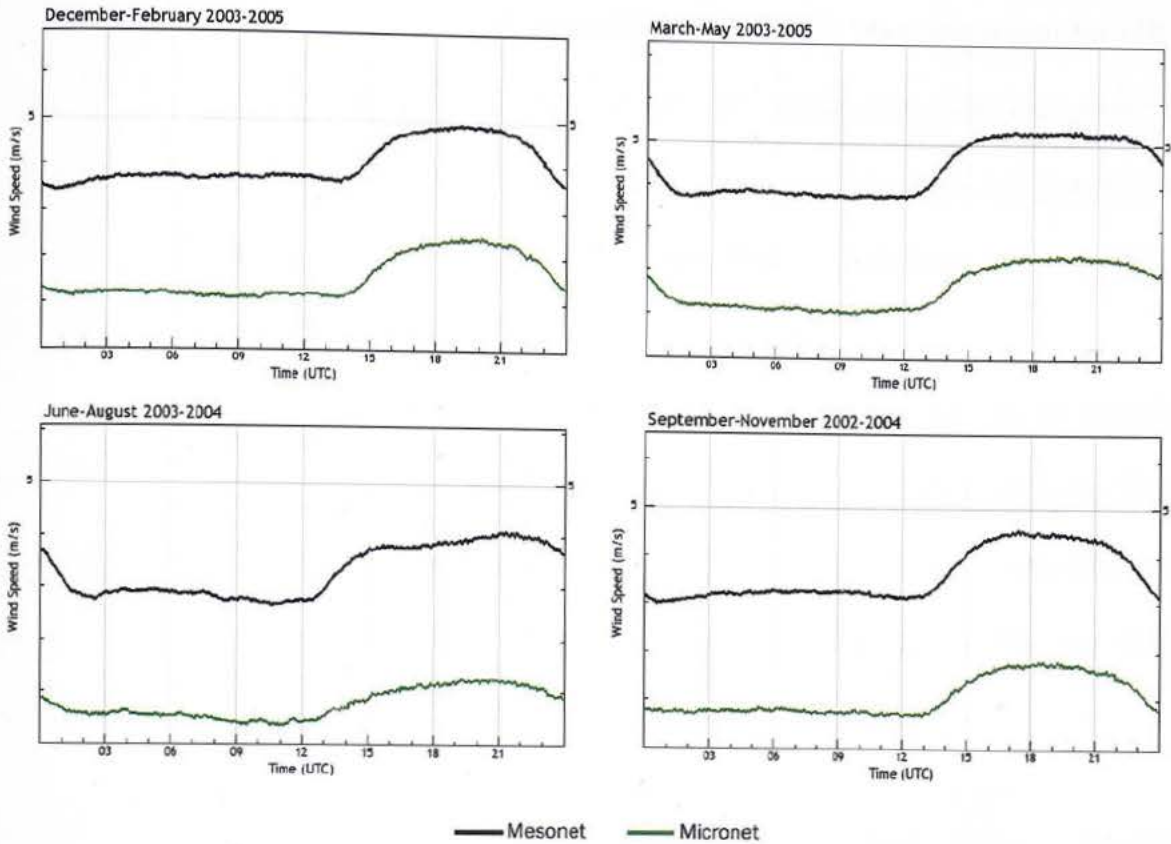 December-February 2003-2005
5
5
Wind Speed (m/s)
03 06 09 12 15 18 21
Time (UTC)
March-May 2003-2005
5
5
Wind Speed (m/s)
03 06 09 12 15 18 21
Time (UTC)
June-August 2003-2004
5
5
Wind Speed (m/s)
03 06 09 12 15 18 21
Time (UTC)
September-November 2002-2004
5
5
Wind Speed (m/s)
03 06 09 12 15 18 21
Time (UTC)
Mesonet Micronet